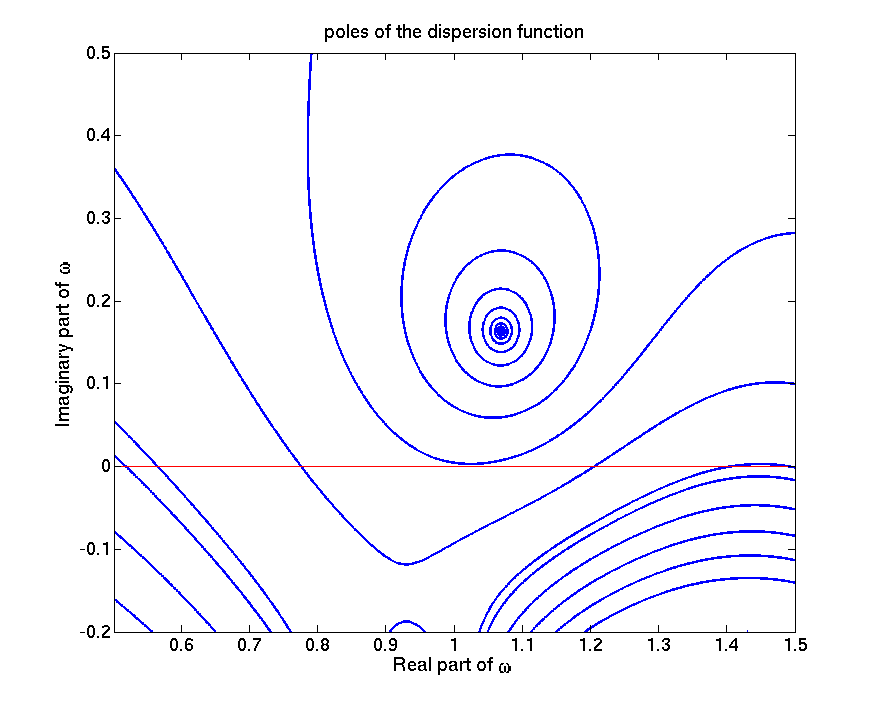 poles of the dispersion function
0.5
0.4
0.3
0.2
0.1
0
-0.1
-0.2
Imaginary part of ω
0.6 0.7 0.8 0.9 1 1.1 1.2 1.3 1.4 1.5
Real part of ω